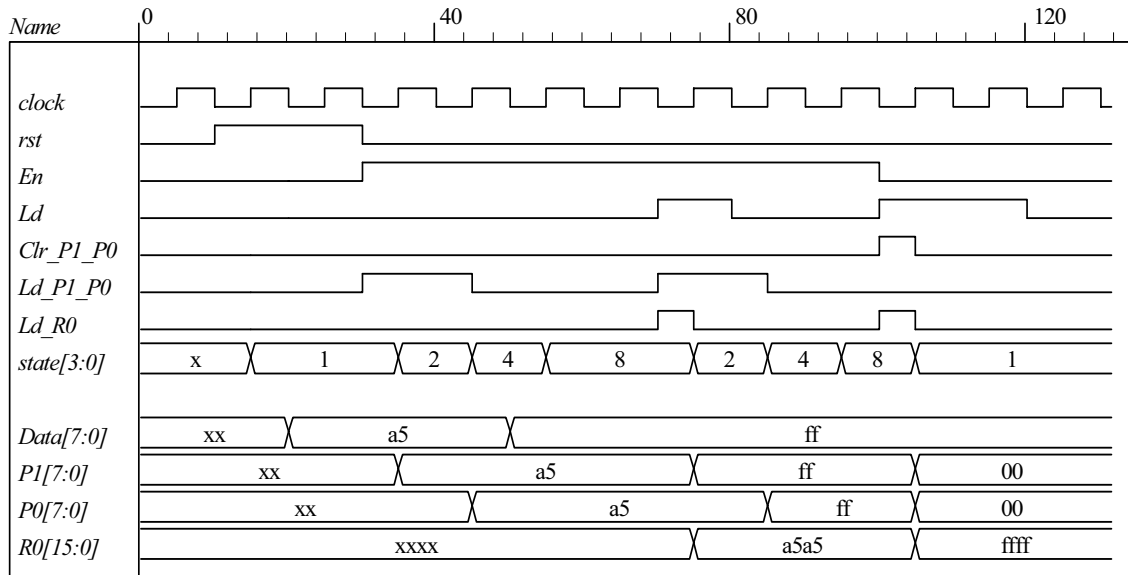 Name 0 40 80 120
clock
rst
En
Ld
Clr_P1_P0
Ld_P1_P0
Ld_R0
state[3:0] x 1 2 4 8 2 4 8 1
Data[7:0] xx a5 ff
P1[7:0] xx a5 ff 00
P0[7:0] xx a5 ff 00
R0[15:0] xxxx a5a5 ffff